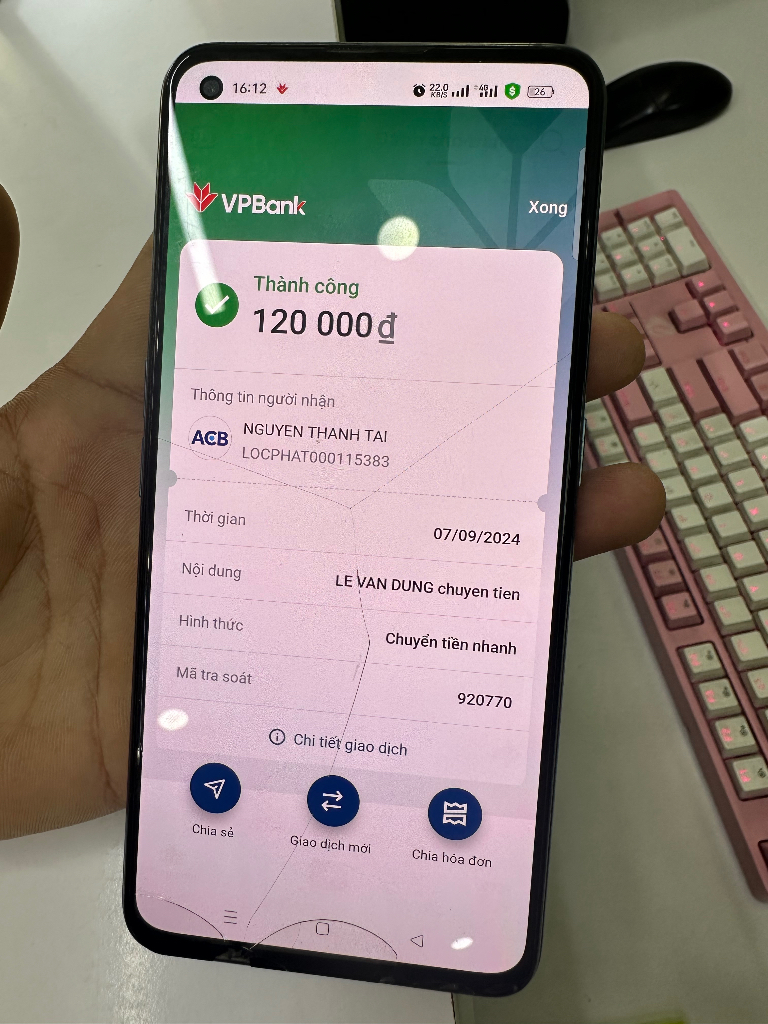 16:12
22.0
KB/S
4G
26
VPBank
Xong
Thành công
120 000 ₫
Thông tin người nhận
ACB
NGUYEN THANH TAI
LOCPHAT000115383
Thời gian
07/09/2024
Nội dung
LE VAN DUNG chuyen tien
Hình thức
Chuyển tiền nhanh
Mã tra soát
920770
Chi tiết giao dịch
Chia sẻ
Giao dịch mới
Chia hóa đơn